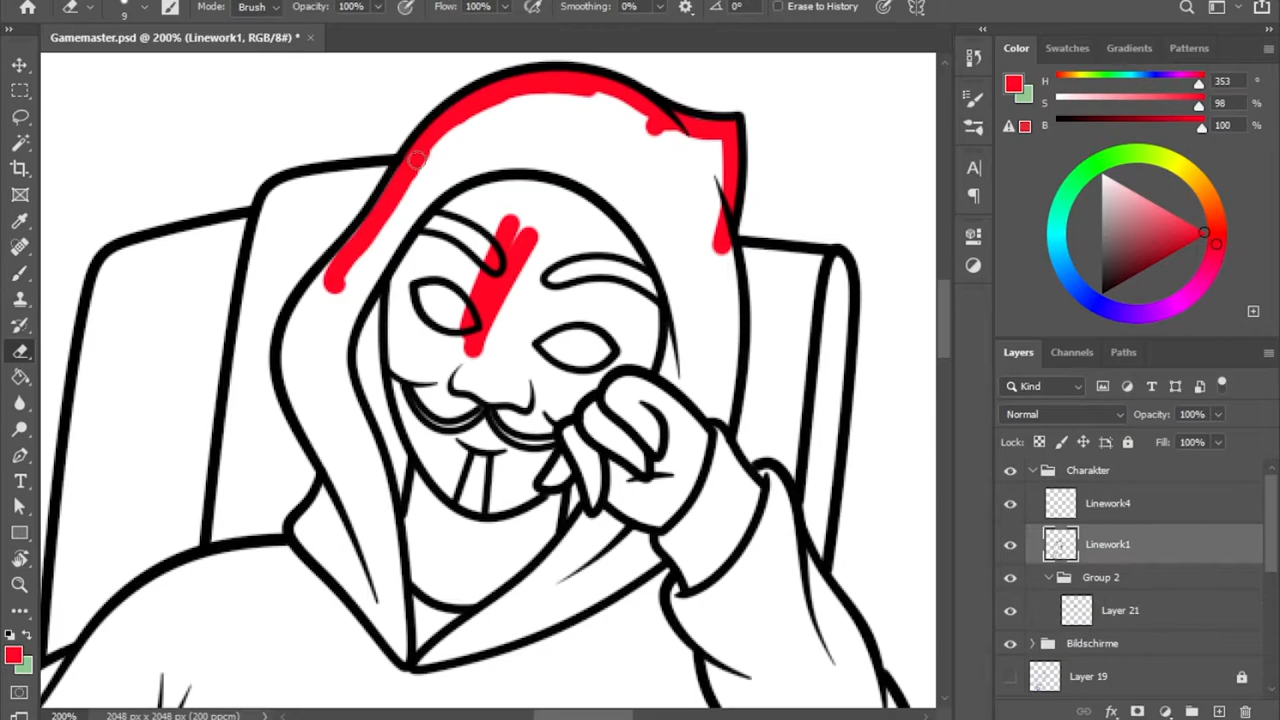 9 Mode: Brush Opacity: 100% Flow: 100% Smoothing: 0% 0° Erase to History
Gamemaster.psd @ 200% (Linework1, RGB/8#) * ×
Color Swatches Gradients Patterns
H 353 °
S 98 %
B 100 %
Layers Channels Paths
Kind
Normal Opacity: 100%
Lock: Fill: 100%
Charakter
Linework4
Linework1
Group 2
Layer 21
Bildschirme
Layer 19
200% 2048 px x 2048 px (200 ppcm)